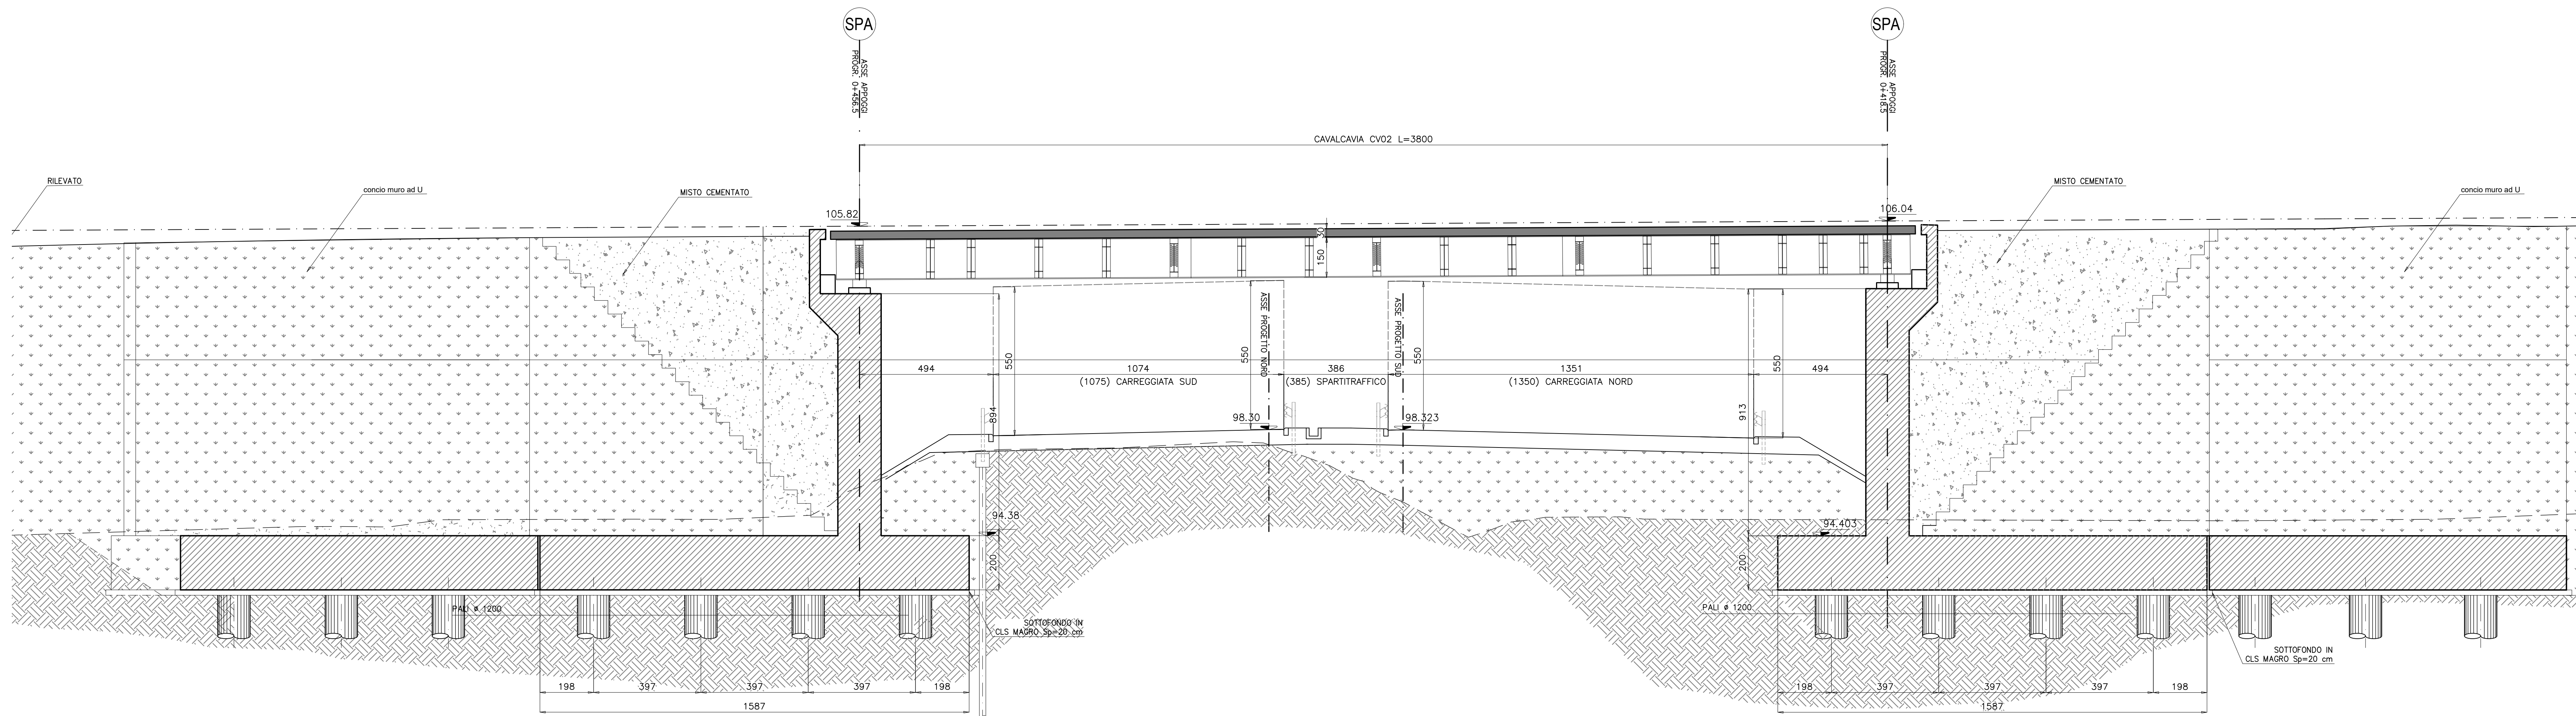 SPA
SPA
ASSE APPOGGI
PROGR. 0+456.5
ASSE APPOGGI
PROGR. 0+418.5
CAVALCAVIA CV02 L=3800
RILEVATO
concio muro ad U
MISTO CEMENTATO
MISTO CEMENTATO
concio muro ad U
105.82
106.04
30
150
ASSE PROGETTO NORD
ASSE PROGETTO SUD
550
550
550
550
494
1074
386
1351
494
(1075) CARREGGIATA SUD
(385) SPARTITRAFFICO
(1350) CARREGGIATA NORD
894
913
98.30
98.323
94.38
94.403
200
200
PALI ø 1200
PALI ø 1200
SOTTOFONDO IN
CLS MAGRO Sp=20 cm
SOTTOFONDO IN
CLS MAGRO Sp=20 cm
198
397
397
397
198
198
397
397
397
198
1587
1587